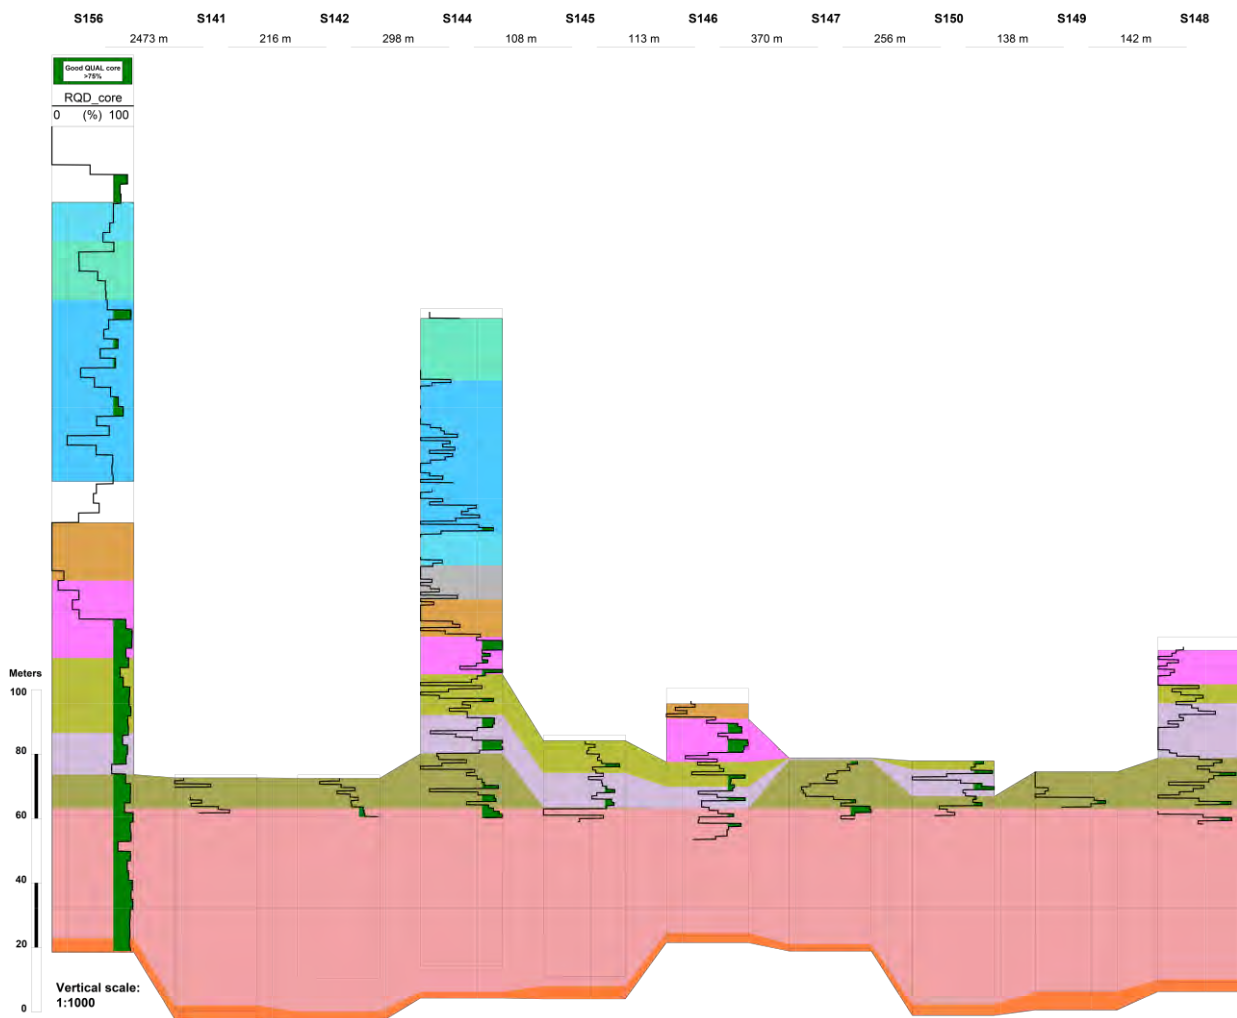 S156 S141 S142 S144 S145 S146 S147 S150 S149 S148
2473 m 216 m 298 m 108 m 113 m 370 m 256 m 138 m 142 m
Good QUAL core
>75%
RQD_core
0 (%) 100
Meters
100
80
60
40
20
0
Vertical scale:
1:1000